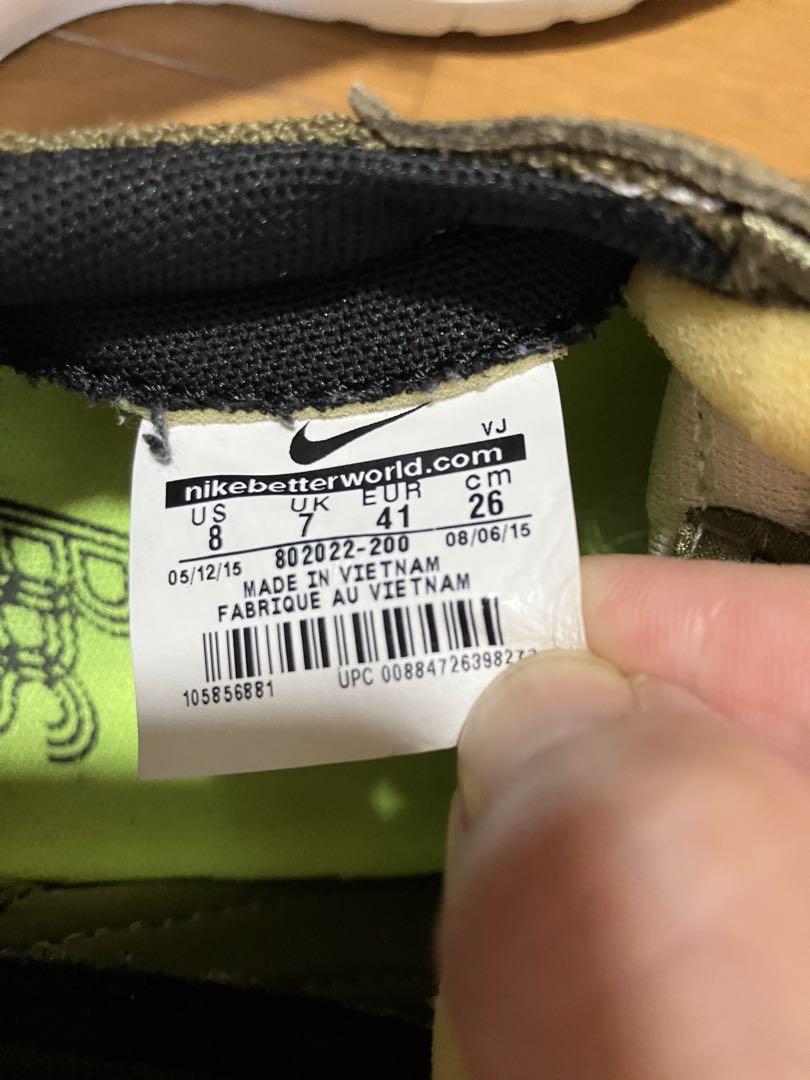 VJ
nikebetterworld.com
US UK EUR cm
8 7 41 26
05/12/15 802022-200 08/06/15
MADE IN VIETNAM
FABRIQUE AU VIETNAM
105856881 UPC